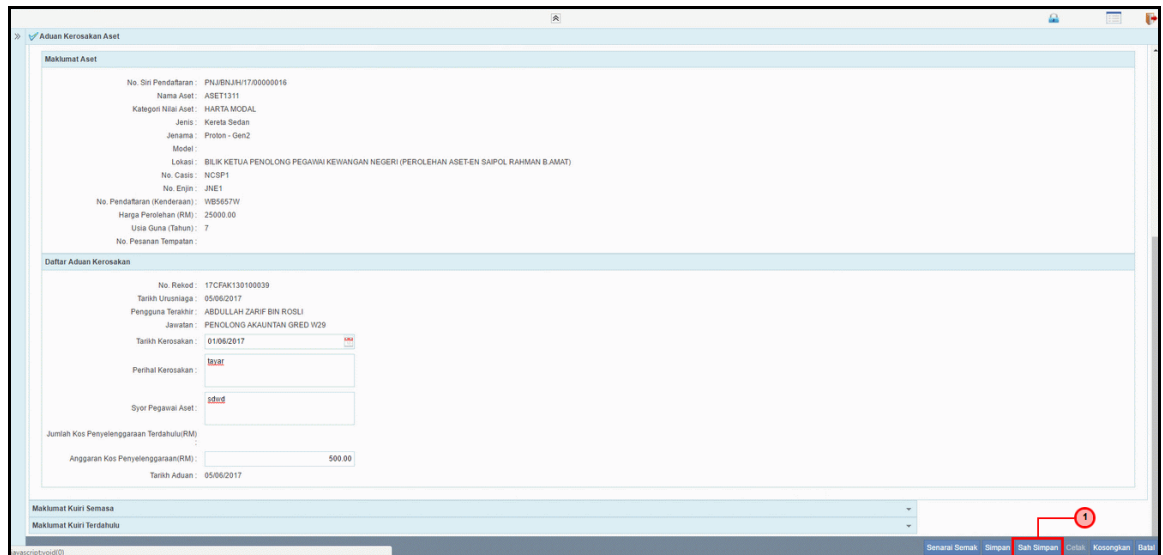 Aduan Kerosakan Aset
Maklumat Aset
No. Siri Pendaftaran : PNJ/BNJ/H/17/00000016
Nama Aset : ASET1311
Kategori Nilai Aset : HARTA MODAL
Jenis : Kereta Sedan
Jenama : Proton - Gen2
Model :
Lokasi : BILIK KETUA PENOLONG PEGAWAI KEWANGAN NEGERI (PEROLEHAN ASET-EN SAIPOL RAHMAN B.AMAT)
No. Casis : NCSP1
No. Enjin : JNE1
No. Pendaftaran (Kenderaan) : WB5657W
Harga Perolehan (RM) : 25000.00
Usia Guna (Tahun) : 7
No. Pesanan Tempatan :
Daftar Aduan Kerosakan
No. Rekod : 17CFAK130100039
Tarikh Urusniaga : 05/06/2017
Pengguna Terakhir : ABDULLAH ZARIF BIN ROSLI
Jawatan : PENOLONG AKAUNTAN GRED W29
Tarikh Kerosakan : 01/06/2017
Perihal Kerosakan : tayar
Syor Pegawai Aset : sdwd
Jumlah Kos Penyelenggaraan Terdahulu(RM)
:
Anggaran Kos Penyelenggaraan(RM) : 500.00
Tarikh Aduan : 05/06/2017
Maklumat Kuiri Semasa
Maklumat Kuiri Terdahulu
1
Senarai Semak Simpan Sah Simpan Cetak Kosongkan Batal
javascript:void(0)